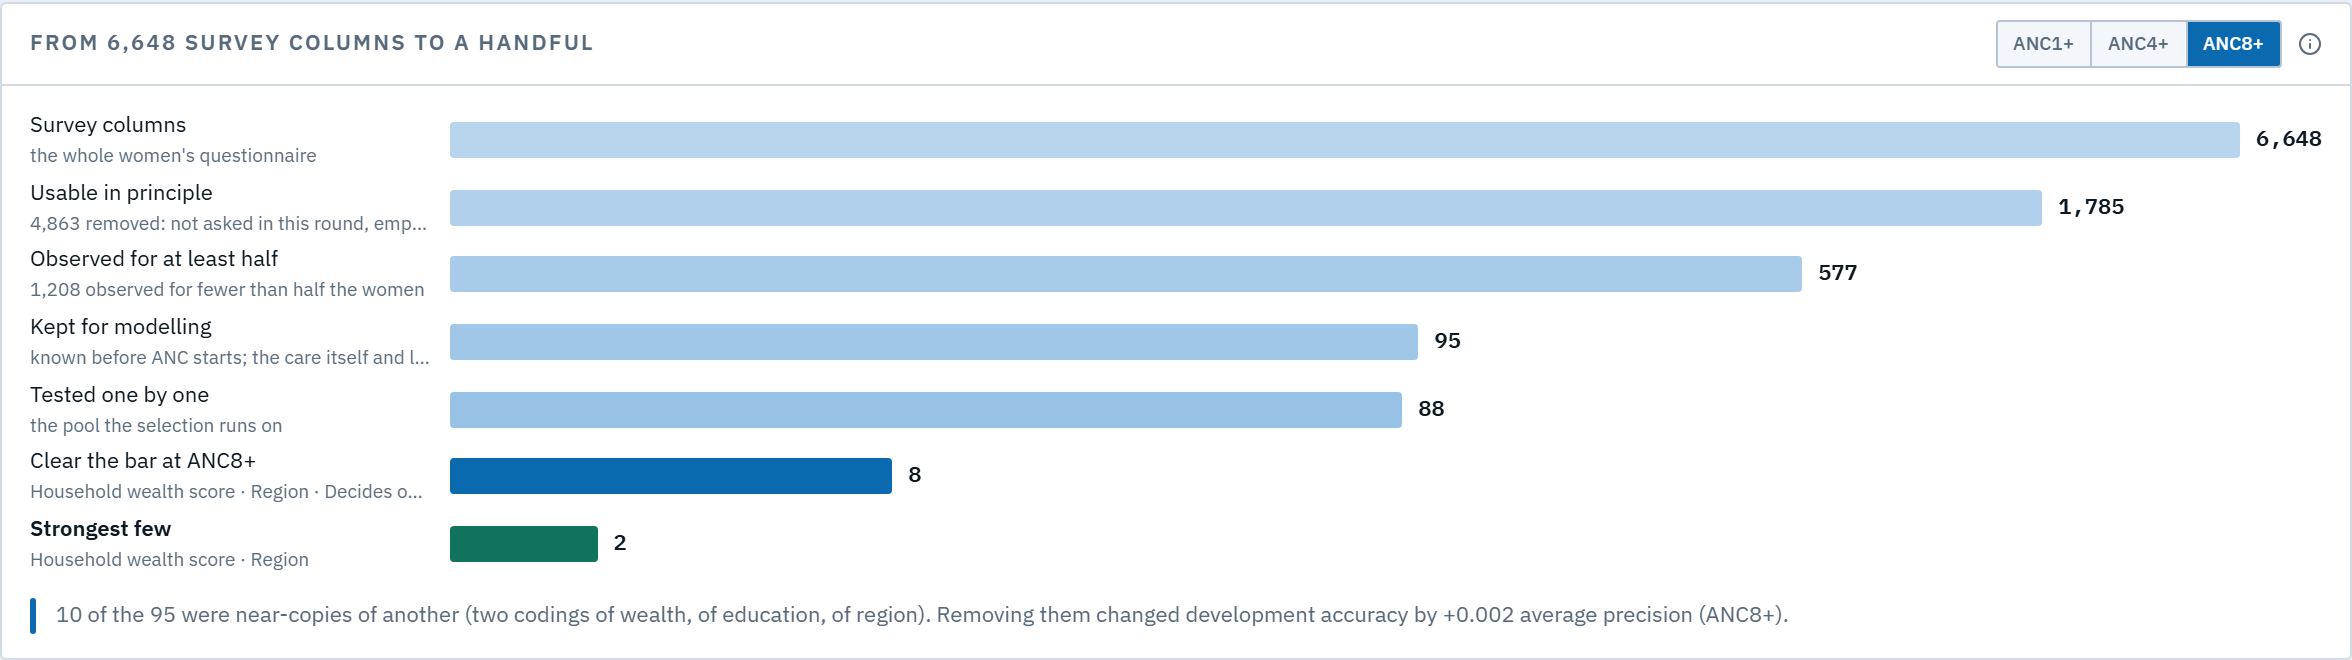 FROM 6,648 SURVEY COLUMNS TO A HANDFUL
ANC1+ ANC4+ ANC8+
Survey columns
the whole women's questionnaire
6,648
Usable in principle
4,863 removed: not asked in this round, emp...
1,785
Observed for at least half
1,208 observed for fewer than half the women
577
Kept for modelling
known before ANC starts; the care itself and l...
95
Tested one by one
the pool the selection runs on
88
Clear the bar at ANC8+
Household wealth score · Region · Decides o...
8
Strongest few
Household wealth score · Region
2
10 of the 95 were near-copies of another (two codings of wealth, of education, of region). Removing them changed development accuracy by +0.002 average precision (ANC8+).